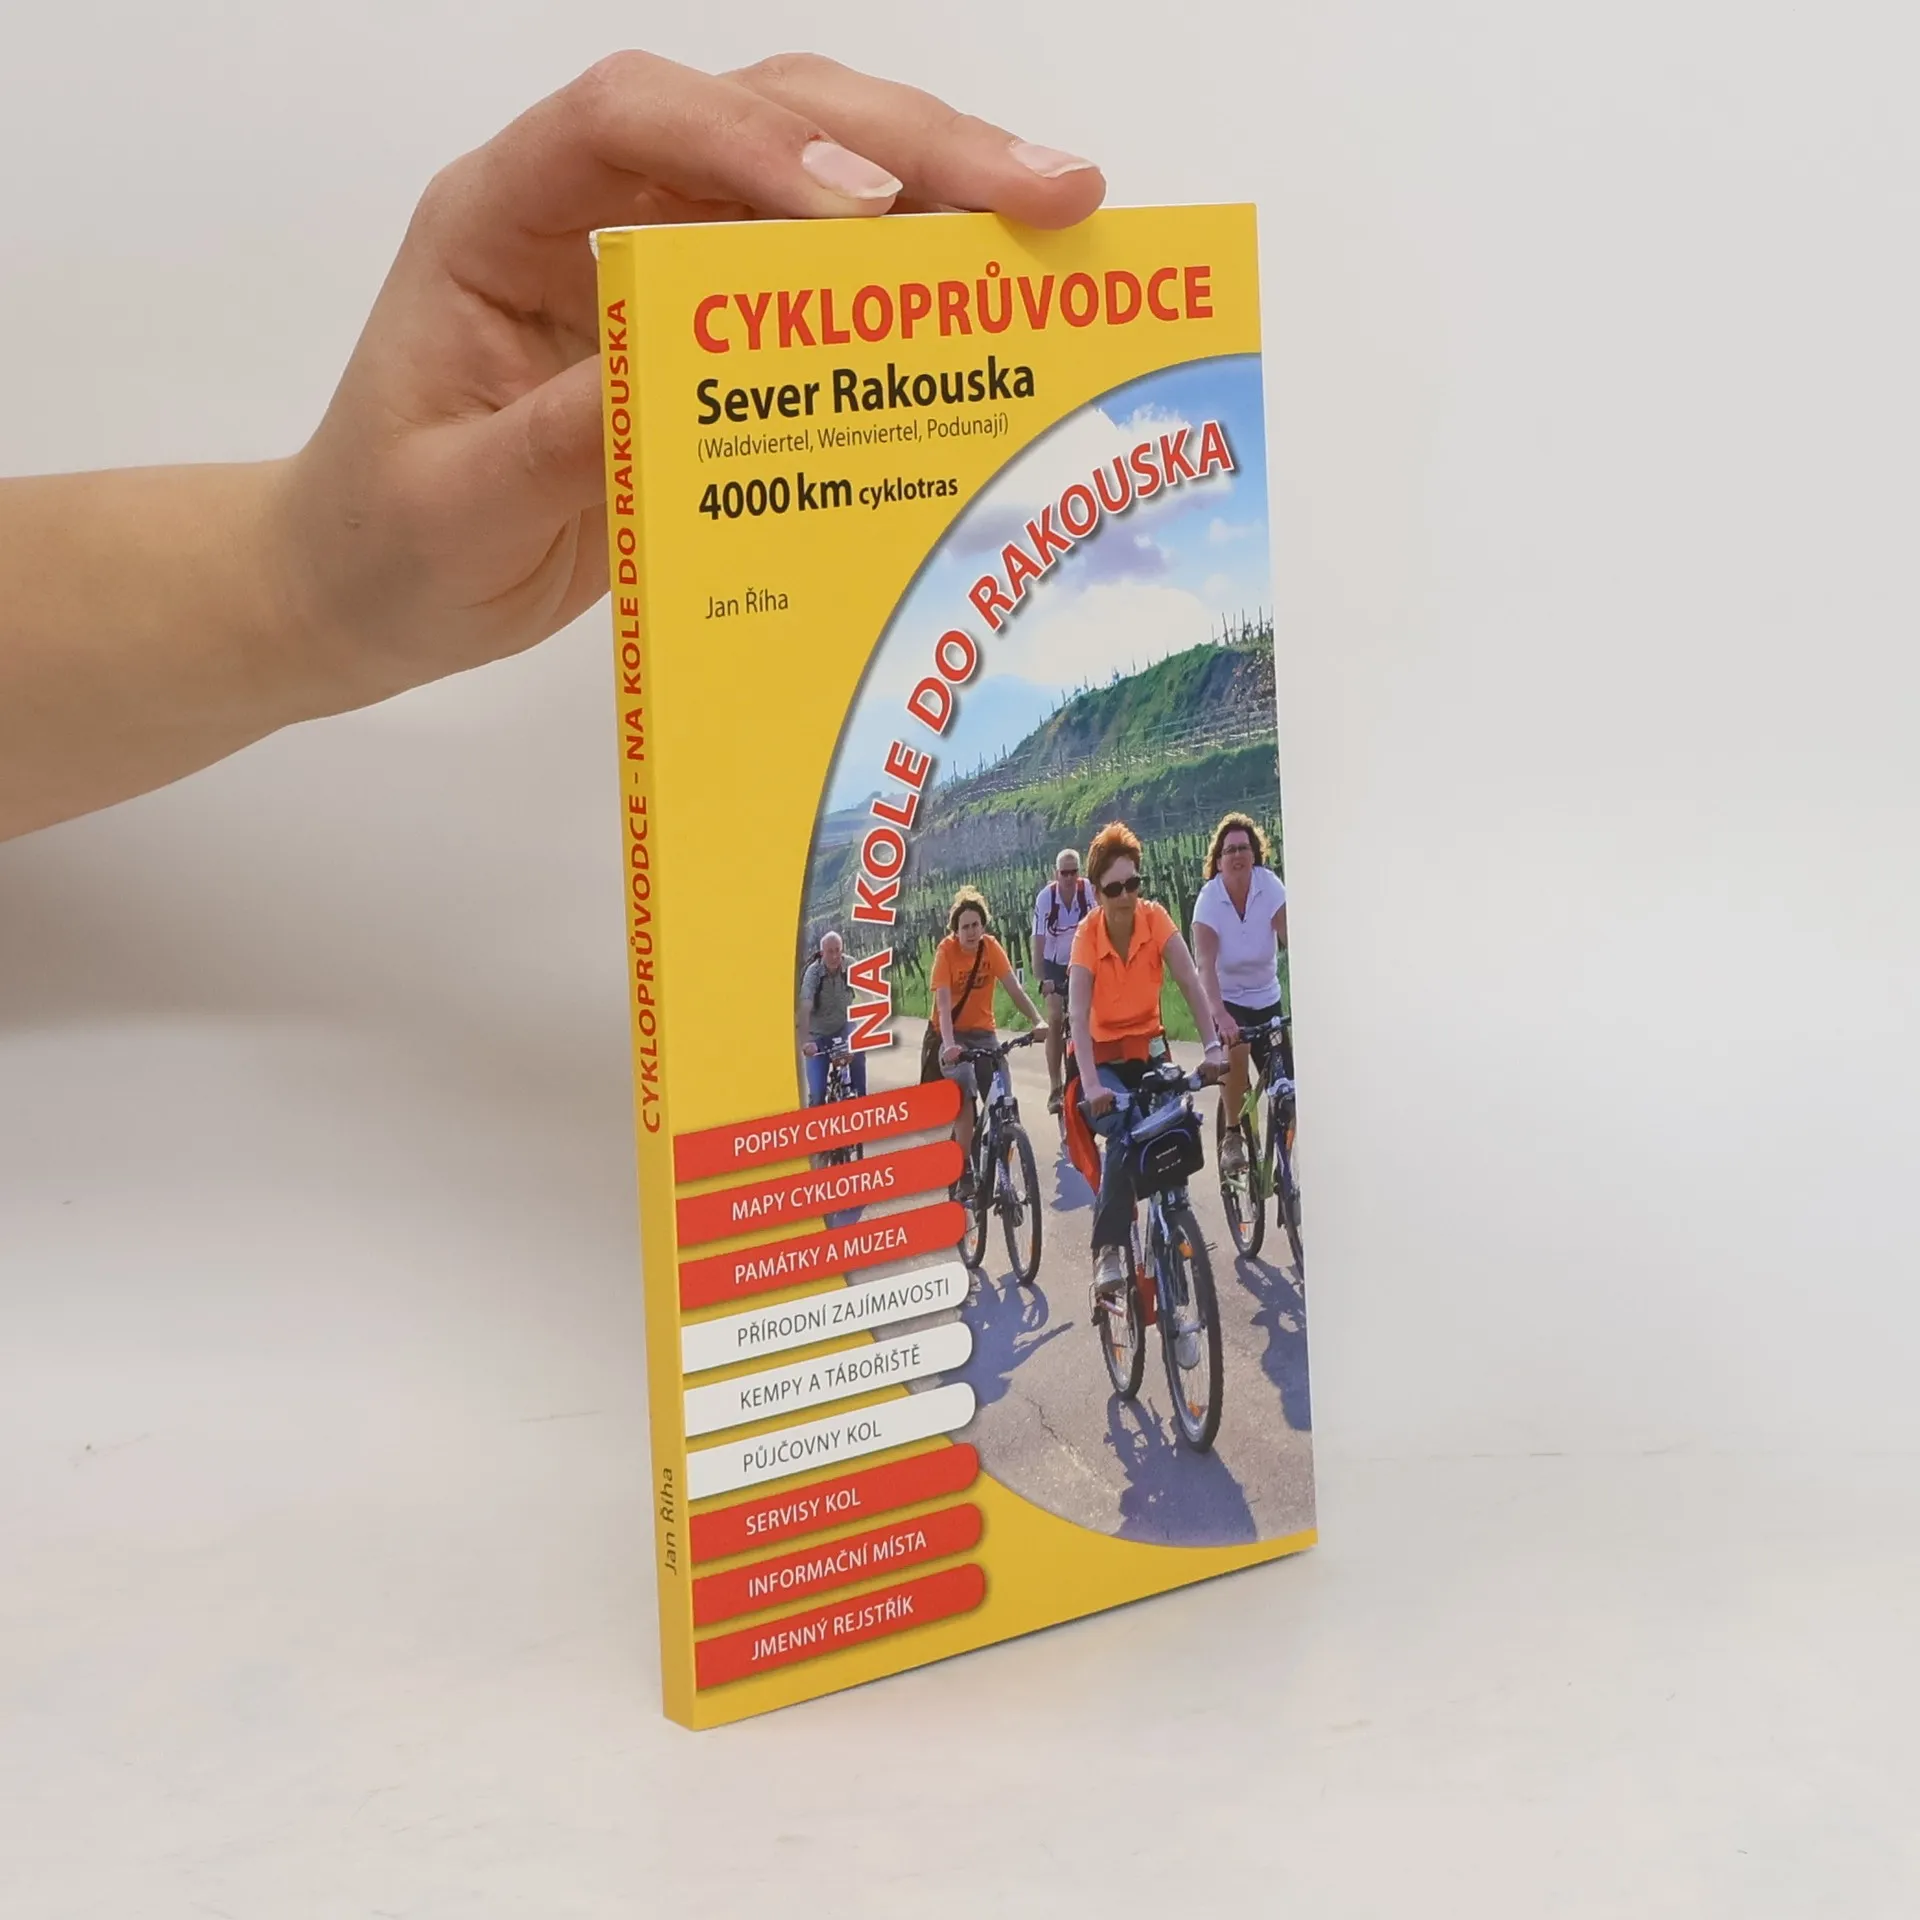 CYKLOPRŮVODCE
Sever Rakouska
(Waldviertel, Weinviertel, Podunají)
4000 km cyklotras
Jan Říha
NA KOLE DO RAKOUSKA
POPISY CYKLOTRAS
MAPY CYKLOTRAS
PAMÁTKY A MUZEA
PŘÍRODNÍ ZAJÍMAVOSTI
KEMPY A TÁBOŘIŠTĚ
PŮJČOVNY KOL
SERVISY KOL
INFORMAČNÍ MÍSTA
JMENNÝ REJSTŘÍK
CYKLOPRŮVODCE - NA KOLE DO RAKOUSKA
Jan Říha